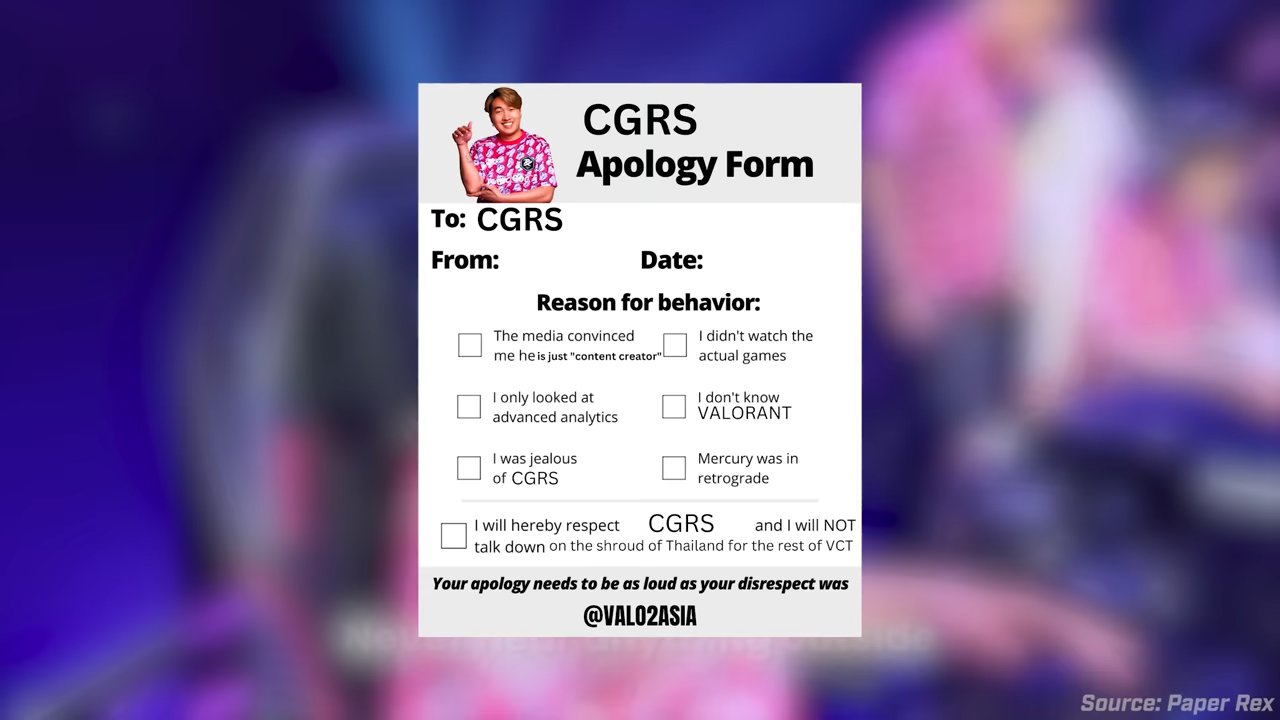 CGRS
Apology Form
To: CGRS
From: Date:
Reason for behavior:
The media convinced
me he is just "content creator"
I didn't watch the
actual games
I only looked at
advanced analytics
I don't know
VALORANT
I was jealous
of CGRS
Mercury was in
retrograde
I will hereby respect CGRS and I will NOT
talk down on the shroud of Thailand for the rest of VCT
Your apology needs to be as loud as your disrespect was
@VALO2ASIA
Source: Paper Rex